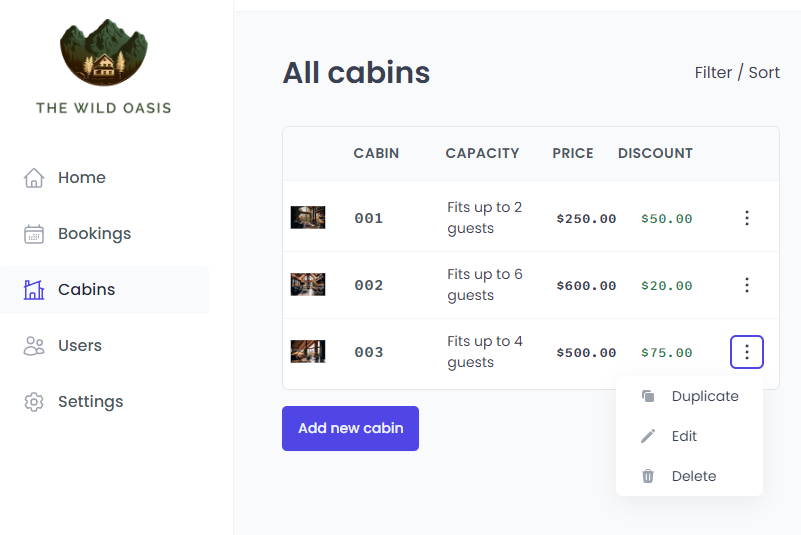 THE WILD OASIS
Home
Bookings
Cabins
Users
Settings
All cabins
Filter / Sort
CABIN CAPACITY PRICE DISCOUNT
001 Fits up to 2 guests $250.00 $50.00
002 Fits up to 6 guests $600.00 $20.00
003 Fits up to 4 guests $500.00 $75.00
Add new cabin
Duplicate
Edit
Delete